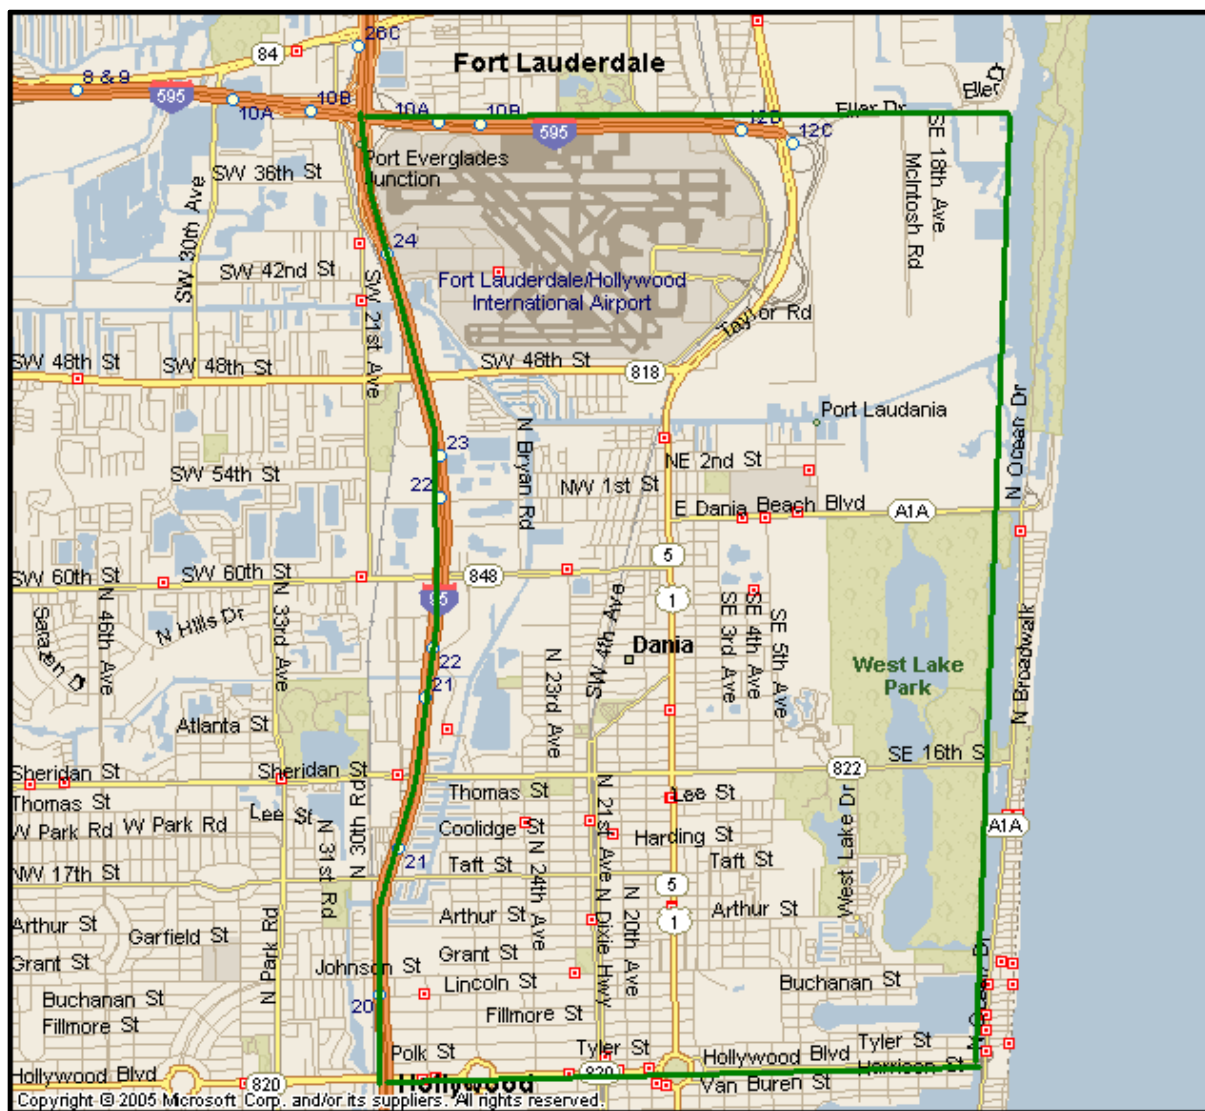 26C
84
Fort Lauderdale
8 & 9
595
10A
10B
10A
10B
595
12B
12C
Eller Dr
Eller
Port Everglades
Junction
SW 36th St
SW 30th Ave
SE 18th Ave
McIntosh Rd
24
SW 42nd St
SW 21st Ave
Fort Lauderdale/Hollywood
International Airport
Taylor Rd
SW 48th St
SW 48th St
SW 48th St
818
Port Laudania
N Ocean Dr
23
N Bryan Rd
NE 2nd St
SW 54th St
22
NW 1st St
E Dania Beach Blvd
A1A
5
SW 60th St
SW 60th St
848
95
1
N 46th Ave
N Hills Dr
N 33rd Ave
Sarazen
SW 4th Ave
SE 3rd Ave
SE 4th Ave
SE 5th Ave
Dania
22
West Lake
Park
N Broadwalk
21
N 23rd Ave
Atlanta St
SE 16th S
Sheridan St
Sheridan St
822
Thomas St
Thomas St
Lee St
Lee St
W Park Rd
W Park Rd
N 31st Rd
N 30th Rd
Coolidge St
N 24th Ave
N 21st Ave
Harding St
West Lake Dr
A1A
21
Taft St
Taft St
NW 17th St
5
Arthur St
Arthur St
Arthur St
Garfield St
N Park Rd
N Dixie Hwy
N 20th Ave
1
Grant St
Grant St
Johnson St
Lincoln St
Buchanan St
N Ocean Dr
Buchanan St
20
Fillmore St
Fillmore St
Polk St
Tyler St
Tyler St
Hollywood Blvd
Harrison St
Hollywood Blvd
820
Hollywood
820
Van Buren St
Copyright © 2005 Microsoft Corp. and/or its suppliers. All rights reserved.